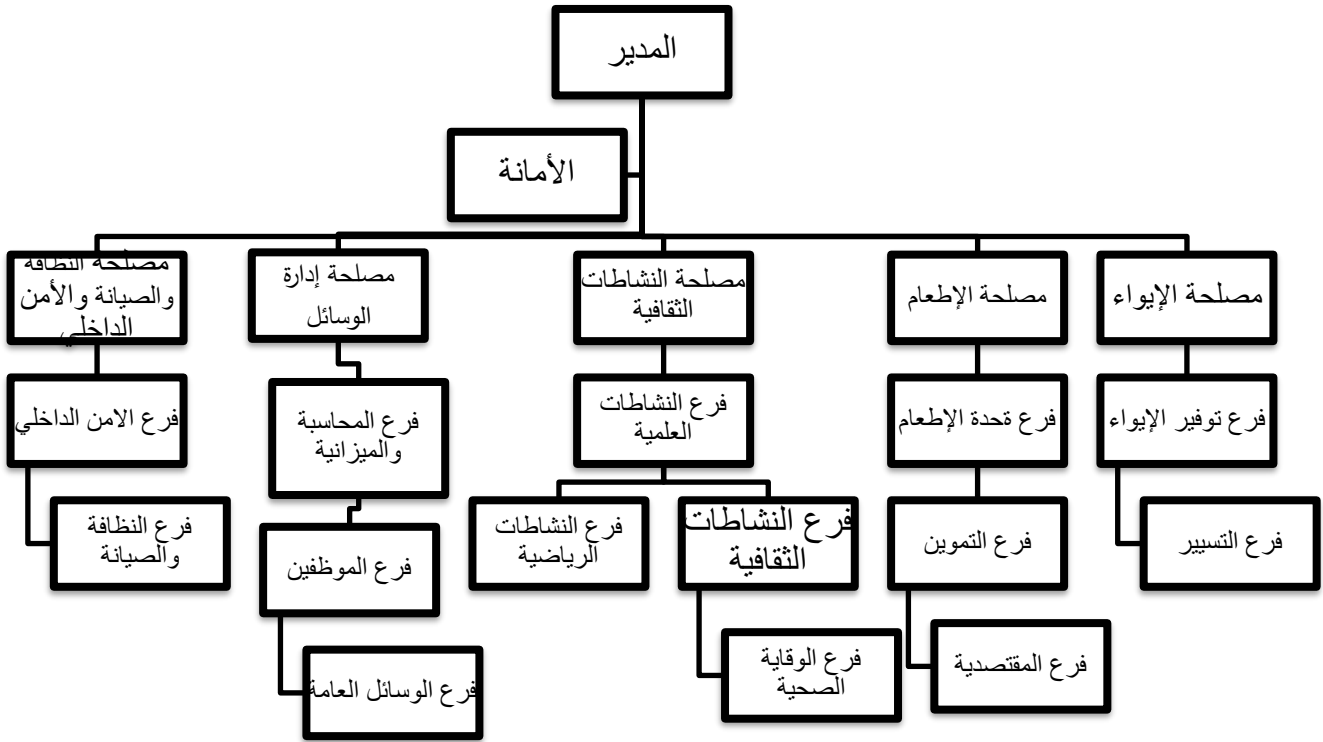 المدير
الأمانة
مصلحة الإيواء
مصلحة الإطعام
مصلحة النشاطات
الثقافية
مصلحة إدارة
الوسائل
مصلحة النظافة
والصيانة والأمن
الداخلي
فرع توفير الإيواء
فرع ةحدة الإطعام
فرع النشاطات
العلمية
فرع المحاسبة
والميزانية
فرع الامن الداخلي
فرع التسيير
فرع التموين
فرع النشاطات
الثقافية
فرع النشاطات
الرياضية
فرع الموظفين
فرع النظافة
والصيانة
فرع المقتصدية
فرع الوقاية
الصحية
فرع الوسائل العامة